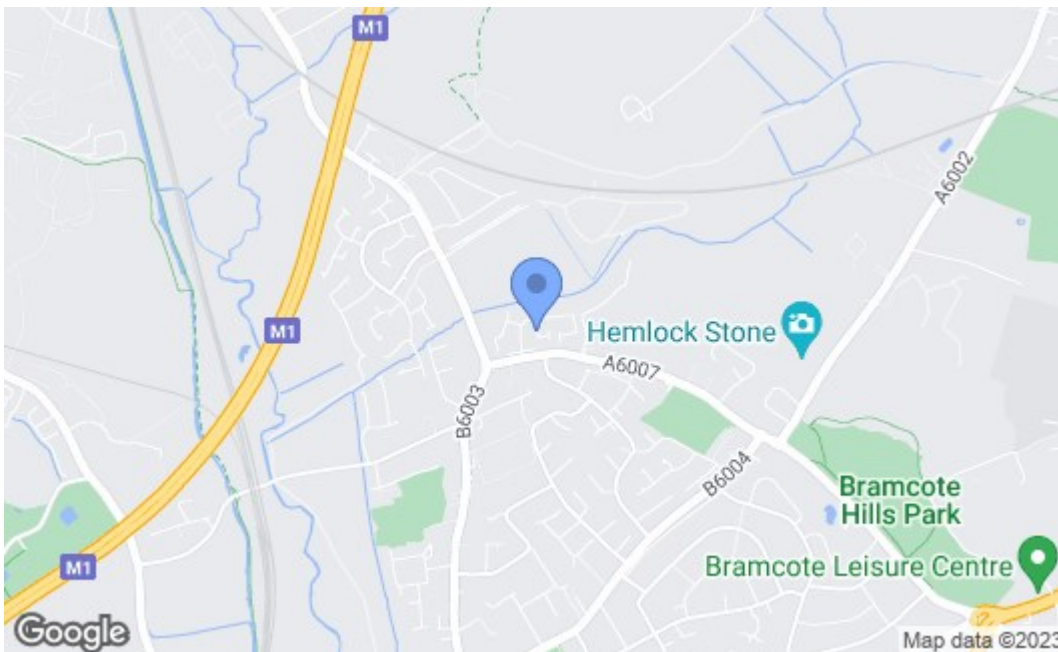 M1
A6002
M1
Hemlock Stone
A6007
B6003
B6004
Bramcote
Hills Park
M1
Bramcote Leisure Centre
Google
Map data ©2023